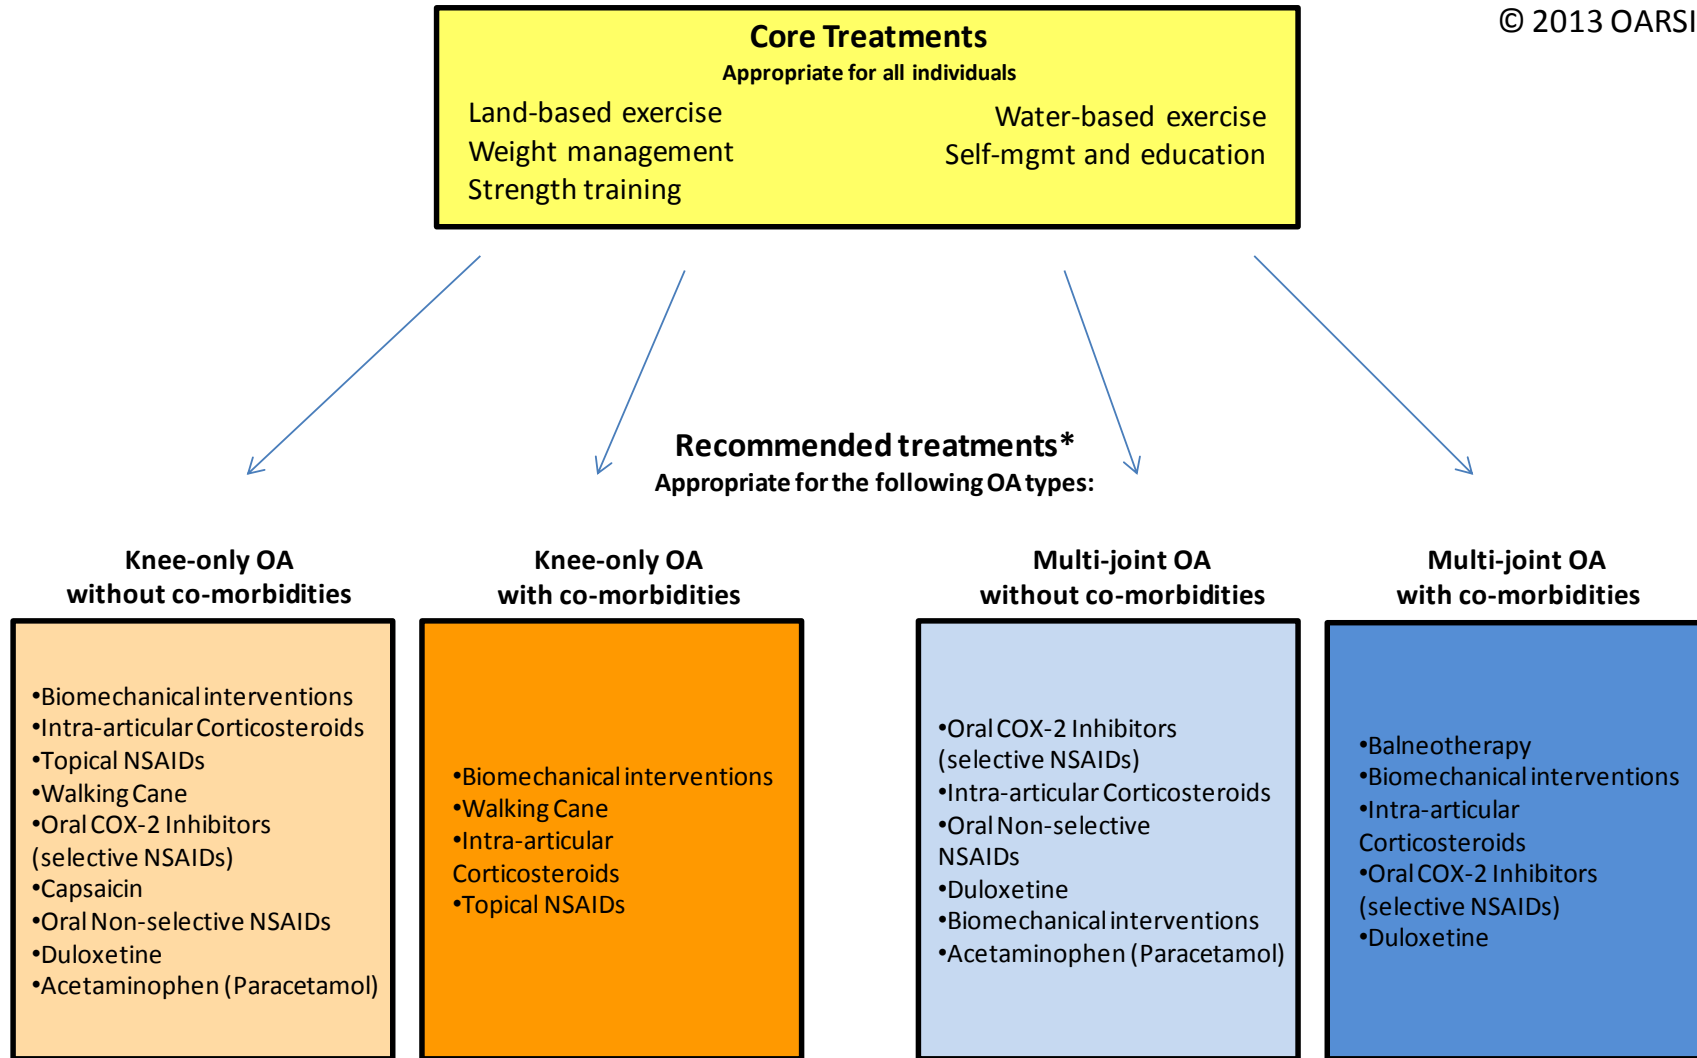 © 2013 OARSI
Core Treatments
Appropriate for all individuals
Land-based exercise
Weight management
Strength training
Water-based exercise
Self-mgmt and education
Recommended treatments*
Appropriate for the following OA types:
Knee-only OA
without co-morbidities
•Biomechanical interventions
•Intra-articular Corticosteroids
•Topical NSAIDs
•Walking Cane
•Oral COX-2 Inhibitors
(selective NSAIDs)
•Capsaicin
•Oral Non-selective NSAIDs
•Duloxetine
•Acetaminophen (Paracetamol)
Knee-only OA
with co-morbidities
•Biomechanical interventions
•Walking Cane
•Intra-articular
Corticosteroids
•Topical NSAIDs
Multi-joint OA
without co-morbidities
•Oral COX-2 Inhibitors
(selective NSAIDs)
•Intra-articular Corticosteroids
•Oral Non-selective
NSAIDs
•Duloxetine
•Biomechanical interventions
•Acetaminophen (Paracetamol)
Multi-joint OA
with co-morbidities
•Balneotherapy
•Biomechanical interventions
•Intra-articular
Corticosteroids
•Oral COX-2 Inhibitors
(selective NSAIDs)
•Duloxetine